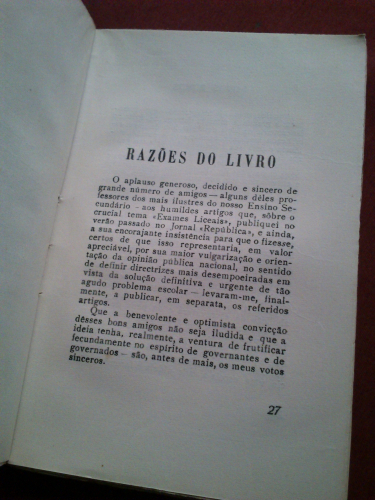 RAZÕES DO LIVRO
O aplauso generoso, decidido e sincero de
grande número de amigos — alguns dêles pro-
fessores dos mais ilustres do nosso Ensino Se-
cundário — aos humildes artigos que, sôbre o
crucial tema «Exames Liceais», publiquei no
verão passado no Jornal «República», e ainda,
a sua encorajante insistência para que o fizesse,
certos de que isso representaria, em valor
apreciável, por sua maior vulgarização e orien-
tação da opinião pública nacional, no sentido
de definir directrizes mais desempoeiradas em
vista da solução definitiva e urgente de tão
agudo problema escolar — levaram-me, final-
mente, a publicar, em separata, os referidos
artigos.
Que a benevolente e optimista convicção
dêsses bons amigos não seja iludida e que a
ideia tenha, realmente, a ventura de frutificar
fecundamente no espírito de governantes e de
governados — são, antes de mais, os meus votos
sinceros.
27